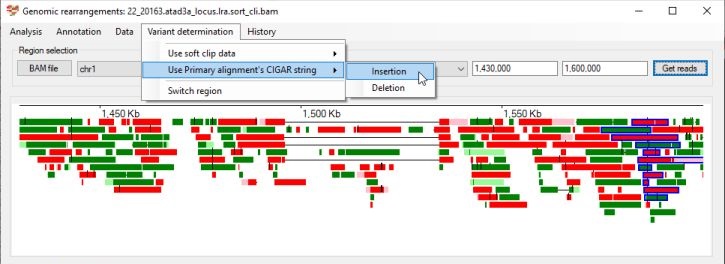 Genomic rearrangements: 22_20163.atad3a_locus.lra.sort_cli.bam
Analysis Annotation Data Variant determination History
Region selection
Use soft clip data
BAM file chr1 Use Primary alignment's CIGAR string Insertion 1,430,000 1,600,000 Get reads
Deletion
Switch region
1,450 Kb 1,500 Kb 1,550 Kb